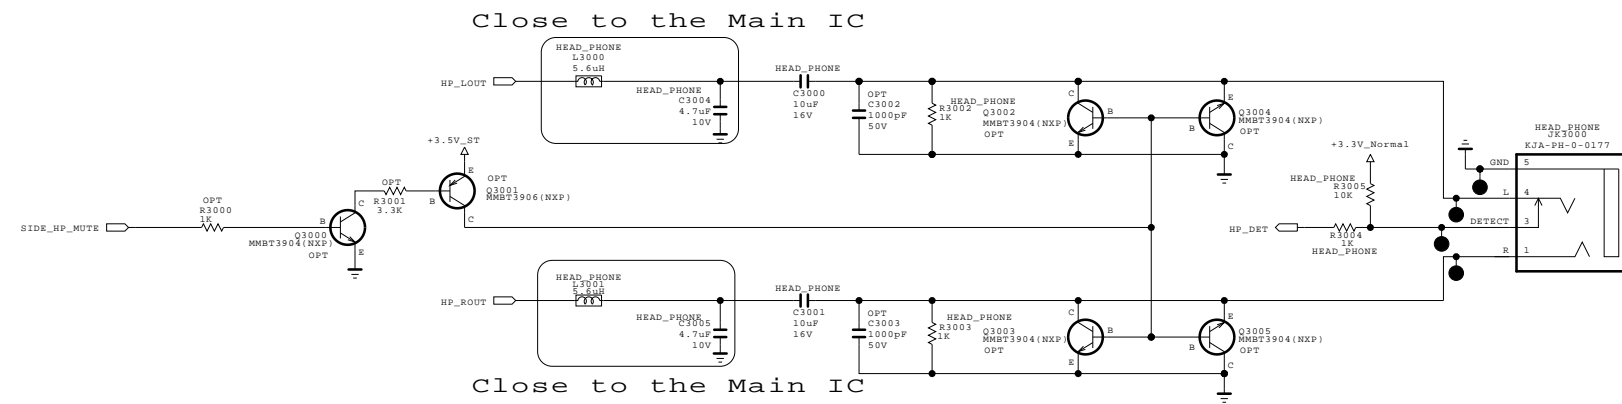 Close to the Main IC
HEAD_PHONE
L3000
5.6uH
HP_LOUT
HEAD_PHONE
C3004
4.7uF
10V
HEAD_PHONE
C3000
10uF
16V
OPT
C3002
1000pF
50V
HEAD_PHONE
R3002
1K
C
B
E
Q3002
MMBT3904(NXP)
OPT
E
B
C
Q3004
MMBT3904(NXP)
OPT
+3.5V_ST
E
B
C
OPT
Q3001
MMBT3906(NXP)
OPT
R3001
3.3K
OPT
R3000
1K
SIDE_HP_MUTE
C
B
E
Q3000
MMBT3904(NXP)
OPT
+3.3V_Normal
HEAD_PHONE
R3005
10K
HP_DET
R3004
1K
HEAD_PHONE
HEAD_PHONE
JK3000
KJA-PH-0-0177
GND 5
L 4
DETECT 3
R 1
HEAD_PHONE
L3001
5.6uH
HP_ROUT
HEAD_PHONE
C3005
4.7uF
10V
HEAD_PHONE
C3001
10uF
16V
OPT
C3003
1000pF
50V
HEAD_PHONE
R3003
1K
C
B
E
Q3003
MMBT3904(NXP)
OPT
E
B
C
Q3005
MMBT3904(NXP)
OPT
Close to the Main IC